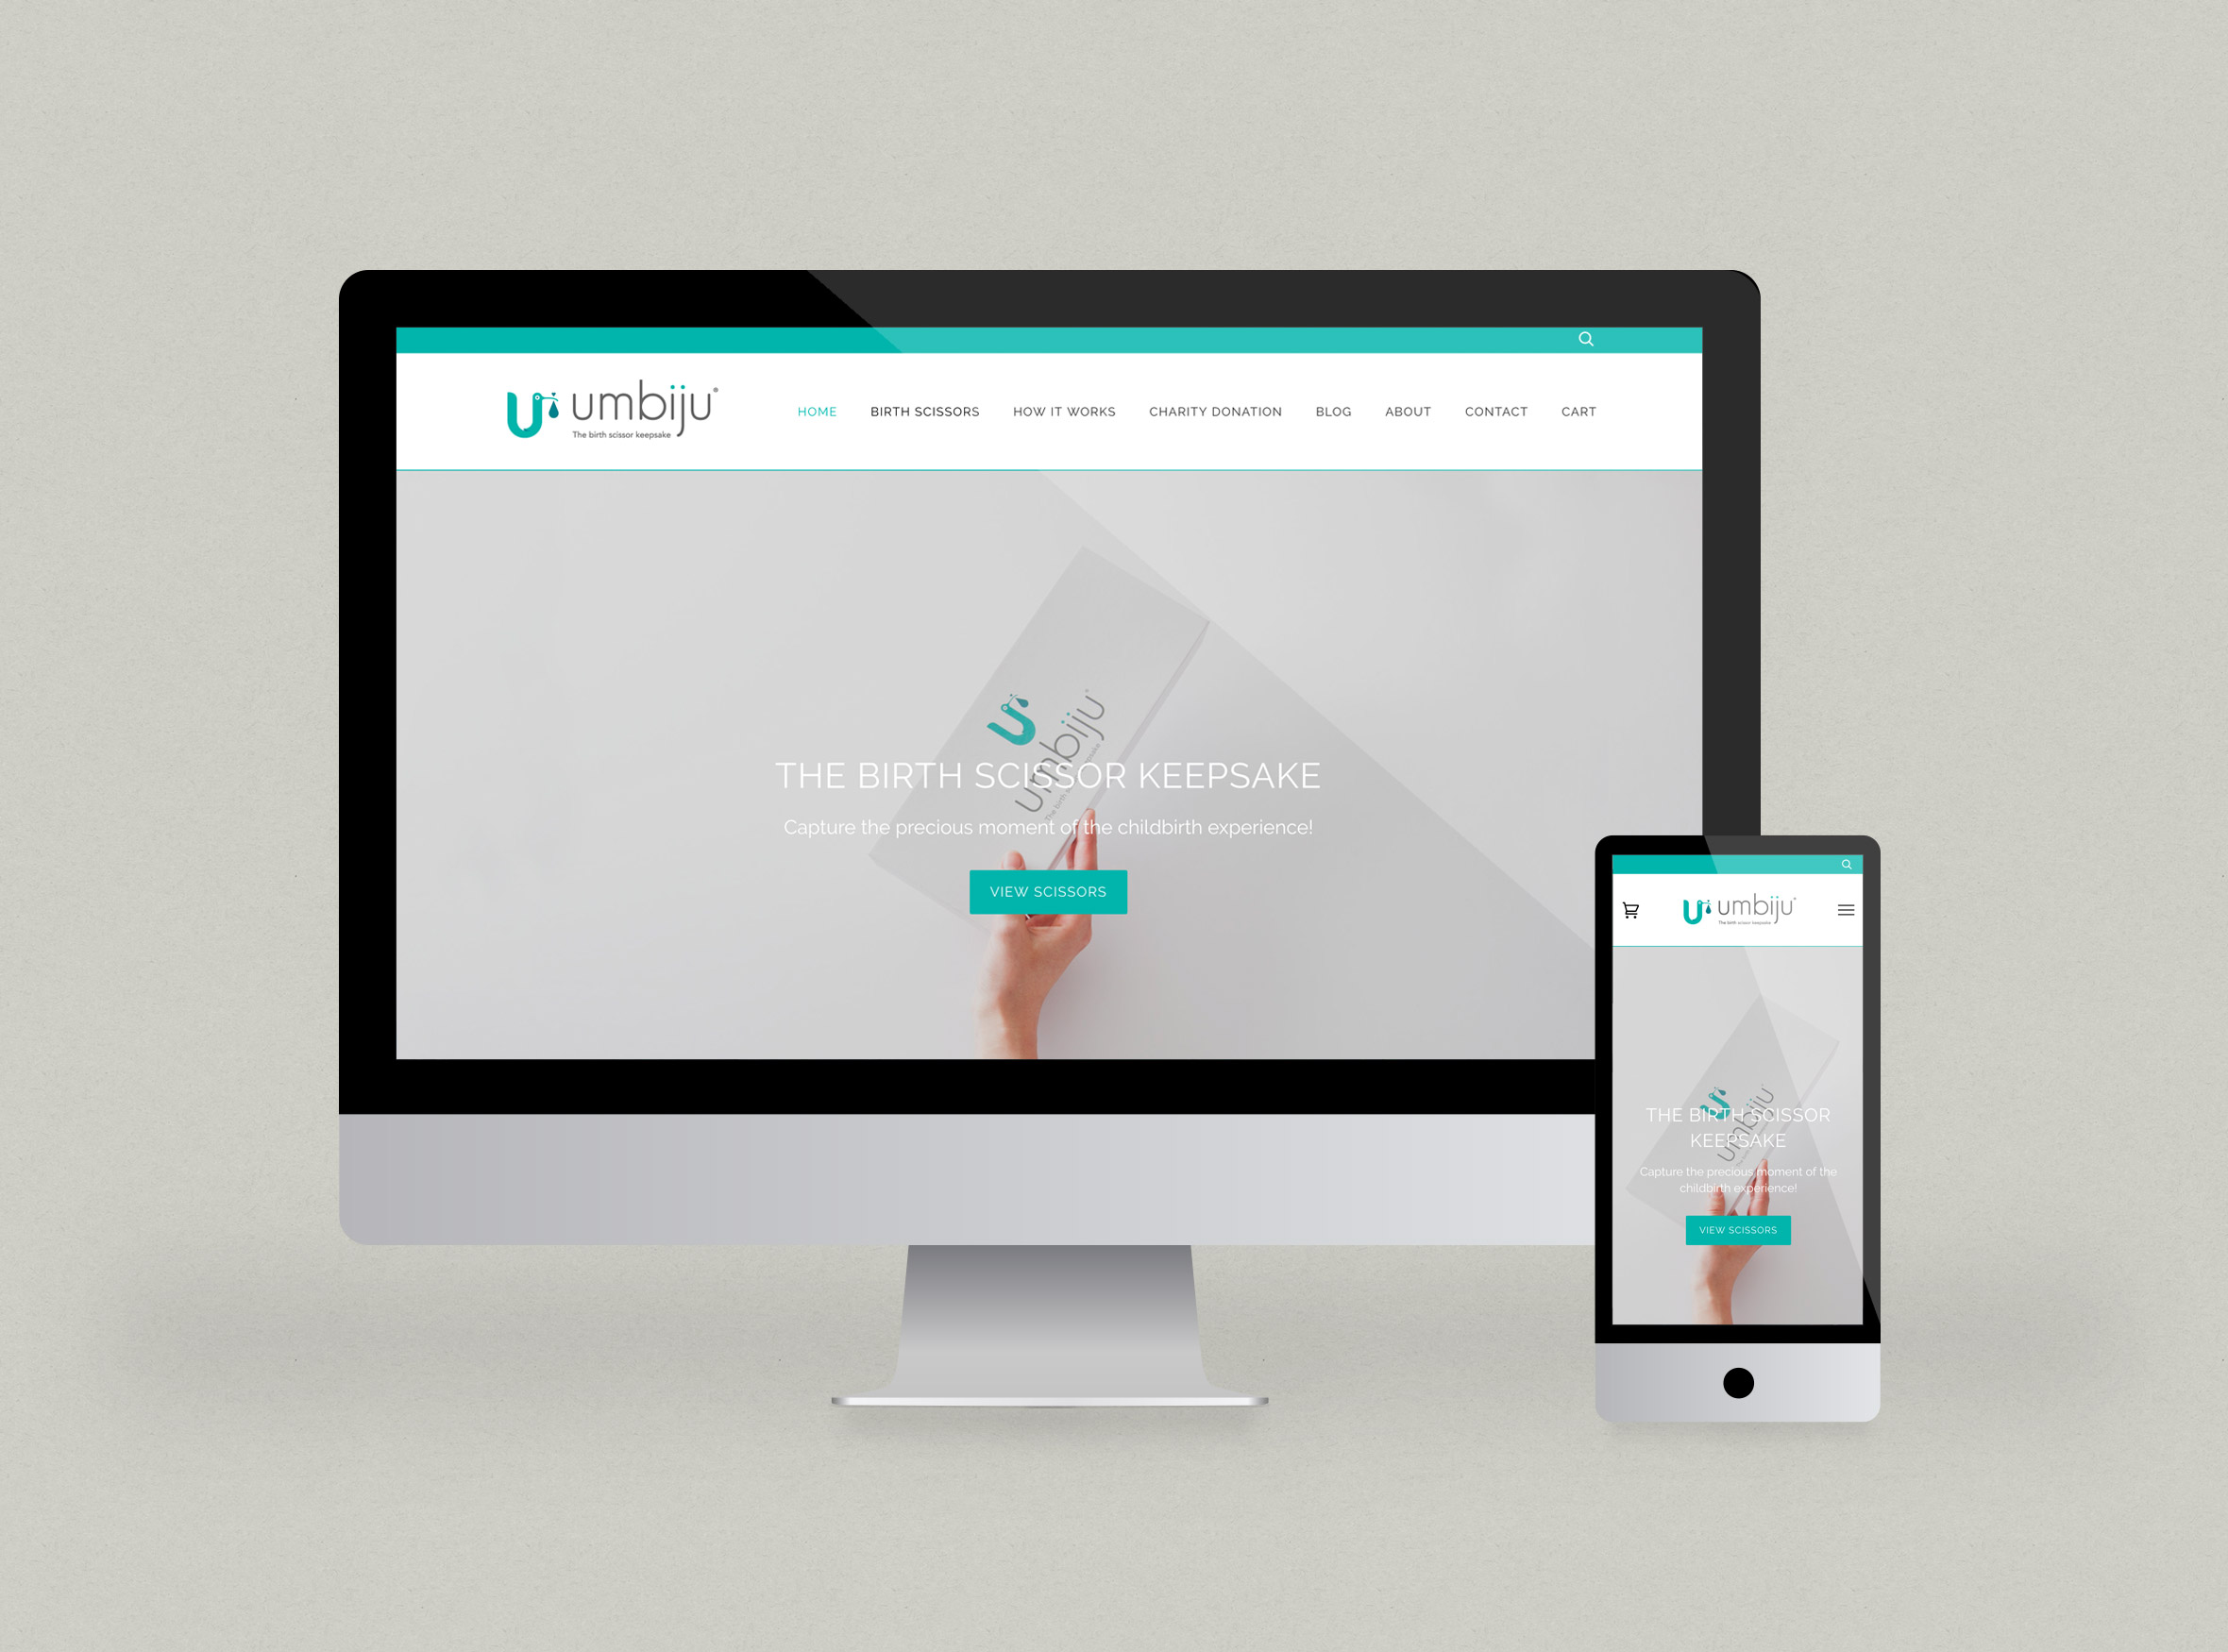 umbiju®
The birth scissor keepsake
HOME BIRTH SCISSORS HOW IT WORKS CHARITY DONATION BLOG ABOUT CONTACT CART
umbiju®
THE BIRTH SCISSOR KEEPSAKE
Capture the precious moment of the childbirth experience!
VIEW SCISSORS
umbiju®
The birth scissor keepsake
umbiju
THE BIRTH SCISSOR
KEEPSAKE
Capture the precious moment of the
childbirth experience!
VIEW SCISSORS